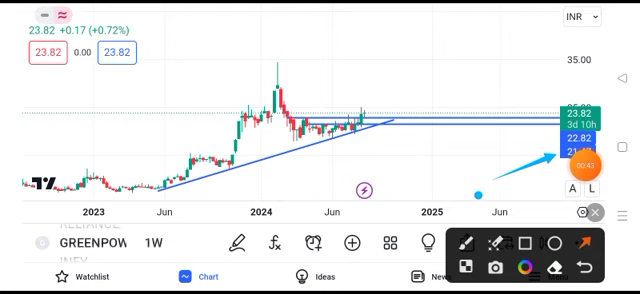 INR
23.82 +0.17 (+0.72%)
23.82 0.00 23.82
35.00
23.82
3d 10h
22.82
00:43
A L
2023 Jun 2024 Jun 2025 Jun
GREENPOW 1W
Watchlist Chart Ideas News